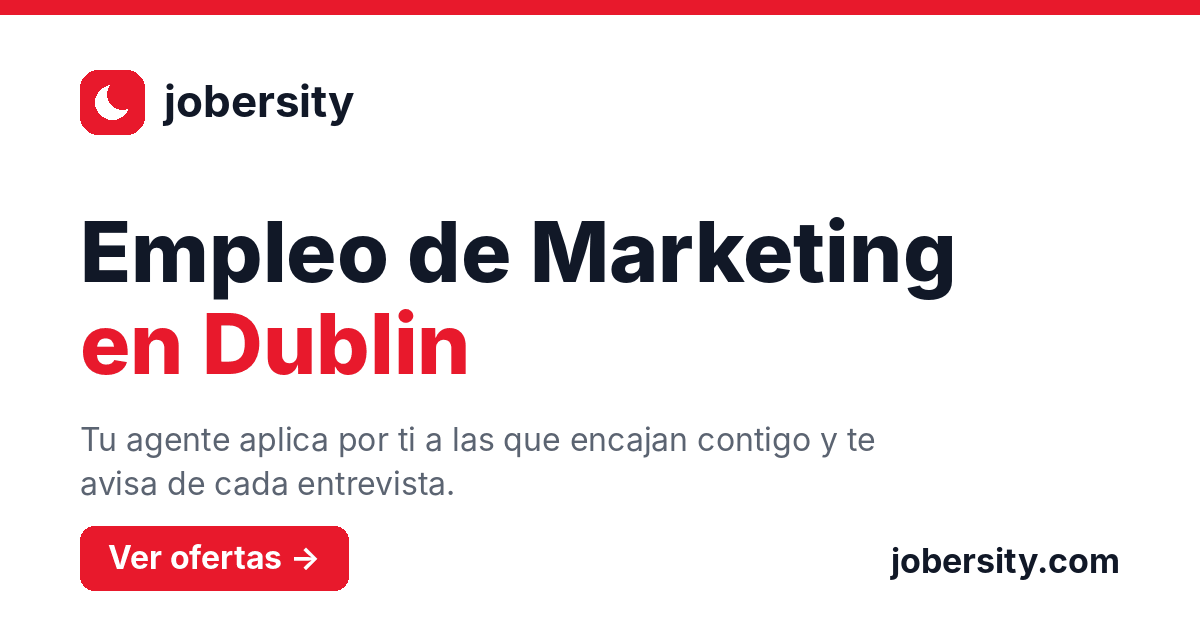 jobersity
Empleo de Marketing
en Dublin
Tu agente aplica por ti a las que encajan contigo y te
avisa de cada entrevista.
Ver ofertas →
jobersity.com